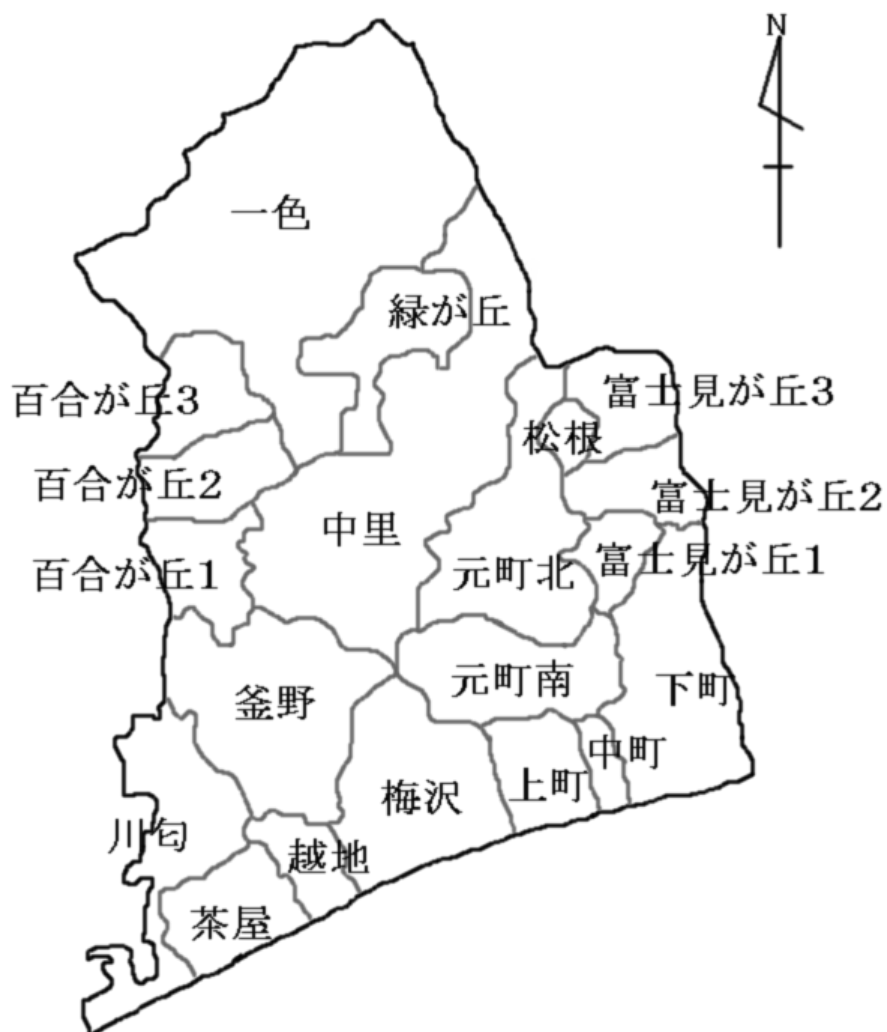 N
一色
緑が丘
百合が丘3
富士見が丘3
松根
百合が丘2
富士見が丘2
中里
百合が丘1
元町北
富士見が丘1
釜野
元町南
下町
中町
梅沢
上町
川匂
越地
茶屋